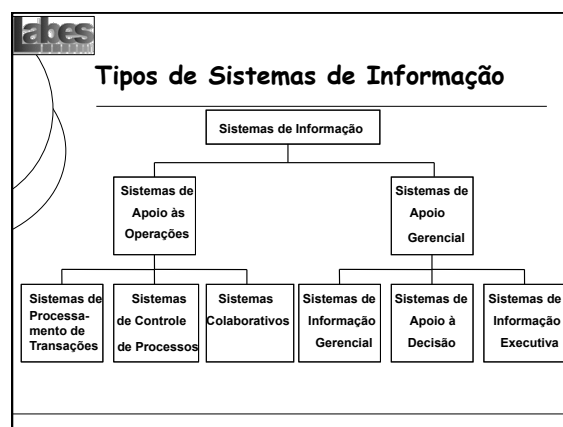 Labes
Tipos de Sistemas de Informação
Sistemas de Informação
Sistemas de
Apoio às
Operações
Sistemas de
Apoio
Gerencial
Sistemas de
Processa-
mento de
Transações
Sistemas
de Controle
de Processos
Sistemas
Colaborativos
Sistemas de
Informação
Gerencial
Sistemas de
Apoio à
Decisão
Sistemas de
Informação
Executiva